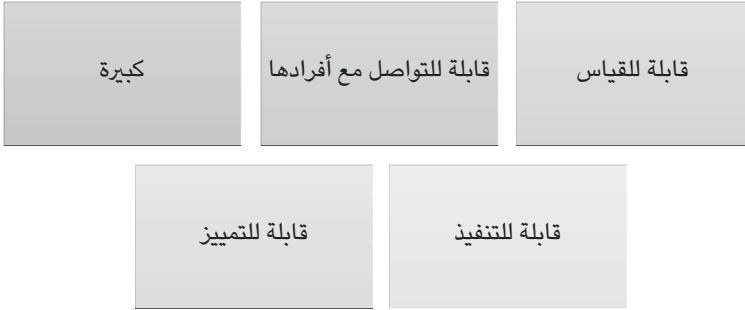 قابلة للقياس
قابلة للتواصل مع أفرادها
كبيرة
قابلة للتنفيذ
قابلة للتمييز